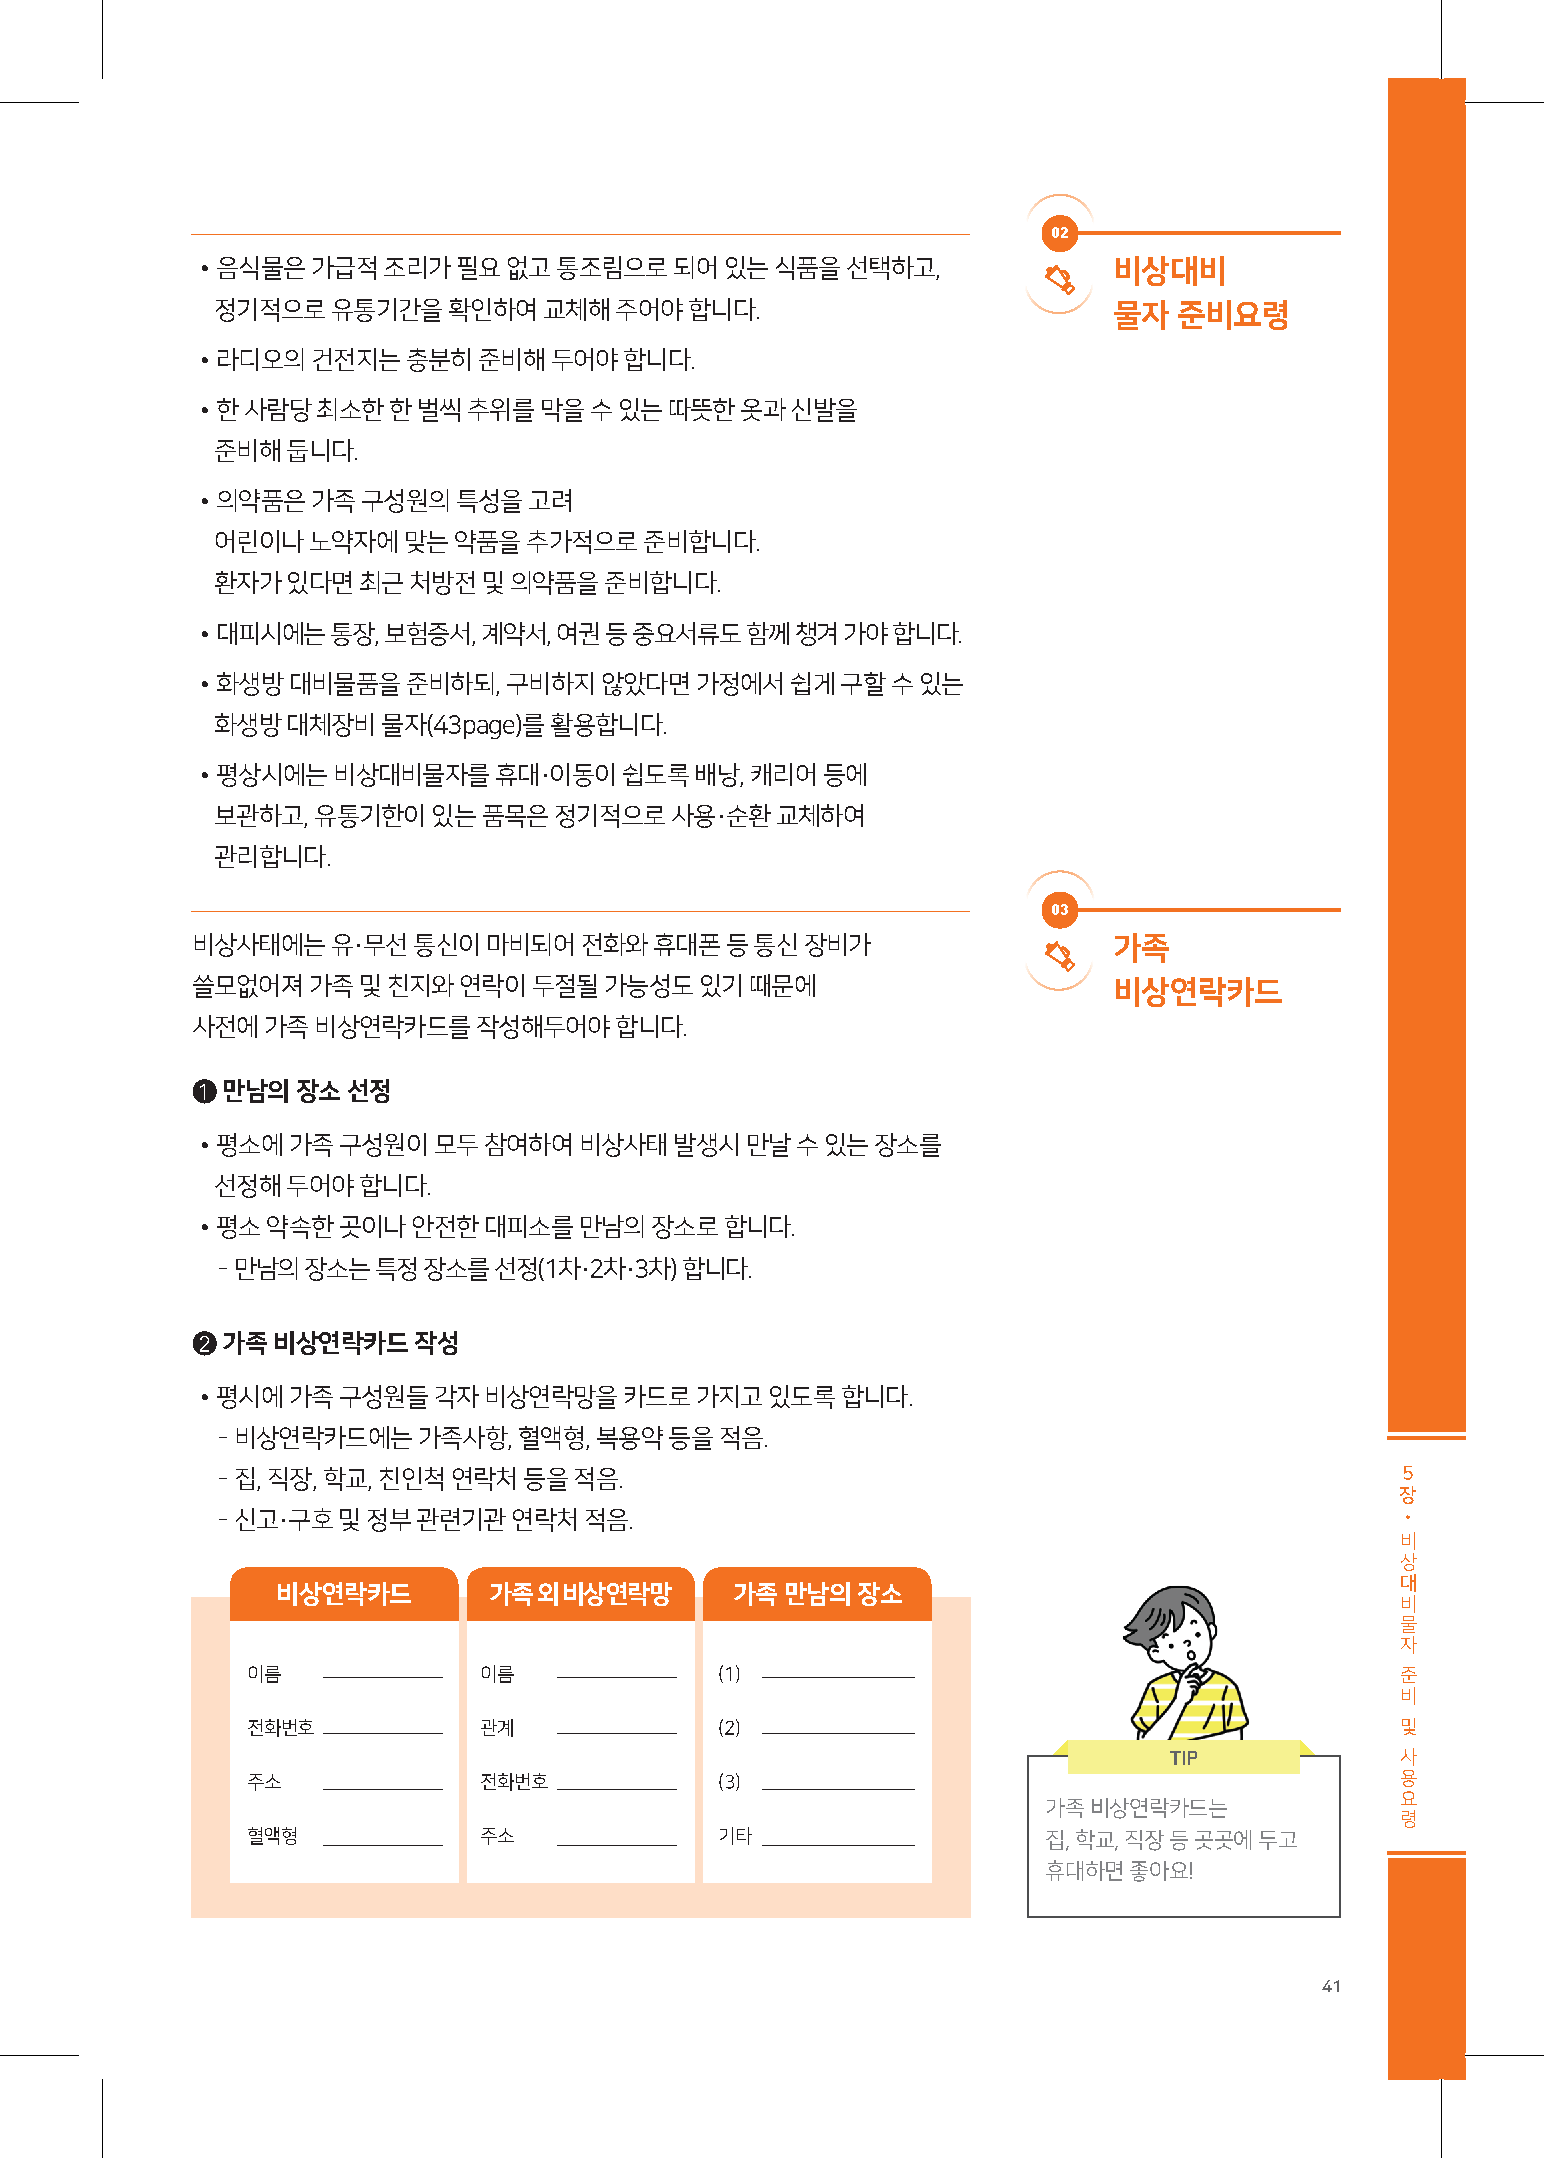 02
비상대비
물자 준비요령
• 음식물은 가급적 조리가 필요 없고 통조림으로 되어 있는 식품을 선택하고,
정기적으로 유통기간을 확인하여 교체해 주어야 합니다.
• 라디오의 건전지는 충분히 준비해 두어야 합니다.
• 한 사람당 최소한 한 벌씩 추위를 막을 수 있는 따뜻한 옷과 신발을
준비해 둡니다.
• 의약품은 가족 구성원의 특성을 고려
어린이나 노약자에 맞는 약품을 추가적으로 준비합니다.
환자가 있다면 최근 처방전 및 의약품을 준비합니다.
• 대피시에는 통장, 보험증서, 계약서, 여권 등 중요서류도 함께 챙겨 가야 합니다.
• 화생방 대비물품을 준비하되, 구비하지 않았다면 가정에서 쉽게 구할 수 있는
화생방 대체장비 물자(43page)를 활용합니다.
• 평상시에는 비상대비물자를 휴대·이동이 쉽도록 배낭, 캐리어 등에
보관하고, 유통기한이 있는 품목은 정기적으로 사용·순환 교체하여
관리합니다.
03
가족
비상연락카드
비상사태에는 유·무선 통신이 마비되어 전화와 휴대폰 등 통신 장비가
쓸모없어져 가족 및 친지와 연락이 두절될 가능성도 있기 때문에
사전에 가족 비상연락카드를 작성해두어야 합니다.
❶ 만남의 장소 선정
• 평소에 가족 구성원이 모두 참여하여 비상사태 발생시 만날 수 있는 장소를
선정해 두어야 합니다.
• 평소 약속한 곳이나 안전한 대피소를 만남의 장소로 합니다.
- 만남의 장소는 특정 장소를 선정(1차·2차·3차) 합니다.
❷ 가족 비상연락카드 작성
• 평시에 가족 구성원들 각자 비상연락망을 카드로 가지고 있도록 합니다.
- 비상연락카드에는 가족사항, 혈액형, 복용약 등을 적음.
- 집, 직장, 학교, 친인척 연락처 등을 적음.
- 신고·구호 및 정부 관련기관 연락처 적음.
비상연락카드
이름
전화번호
주소
혈액형
가족 외 비상연락망
이름
관계
전화번호
주소
가족 만남의 장소
(1)
(2)
(3)
기타
TIP
가족 비상연락카드는
집, 학교, 직장 등 곳곳에 두고
휴대하면 좋아요!
5장 • 비상대비물자 준비 및 사용요령
41